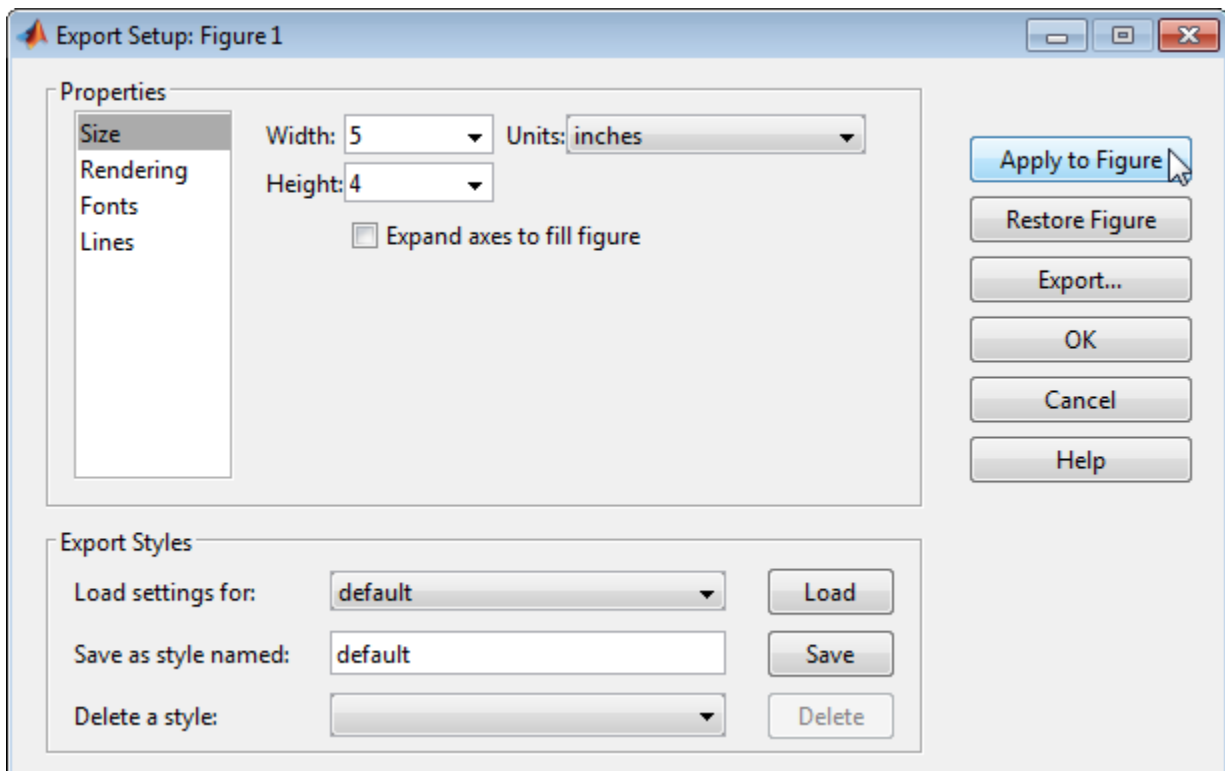 Export Setup: Figure 1
Properties
Size
Rendering
Fonts
Lines
Width: 5 Units: inches
Height: 4
Expand axes to fill figure
Apply to Figure
Restore Figure
Export...
OK
Cancel
Help
Export Styles
Load settings for: default Load
Save as style named: default Save
Delete a style: Delete